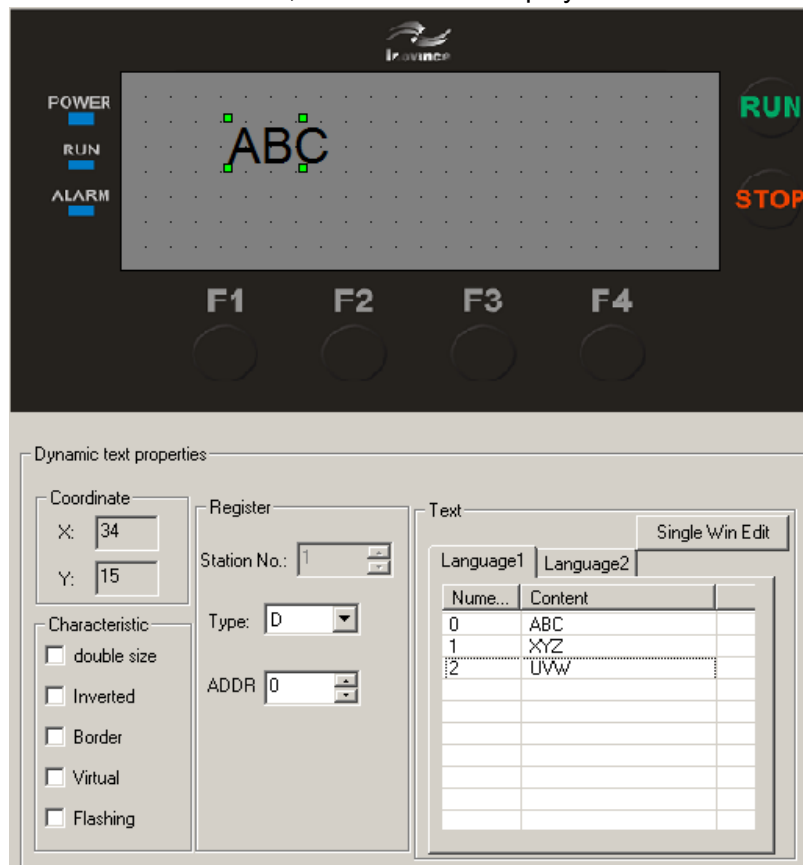 Inovance
POWER
RUN
RUN
ABC
ALARM
STOP
F1 F2 F3 F4
Dynamic text properties
Coordinate
X: 34
Y: 15
Characteristic
double size
Inverted
Border
Virtual
Flashing
Register
Station No.: 1
Type: D
ADDR 0
Text
Single Win Edit
Language1 Language2
Nume... Content
0 ABC
1 XYZ
2 UVW